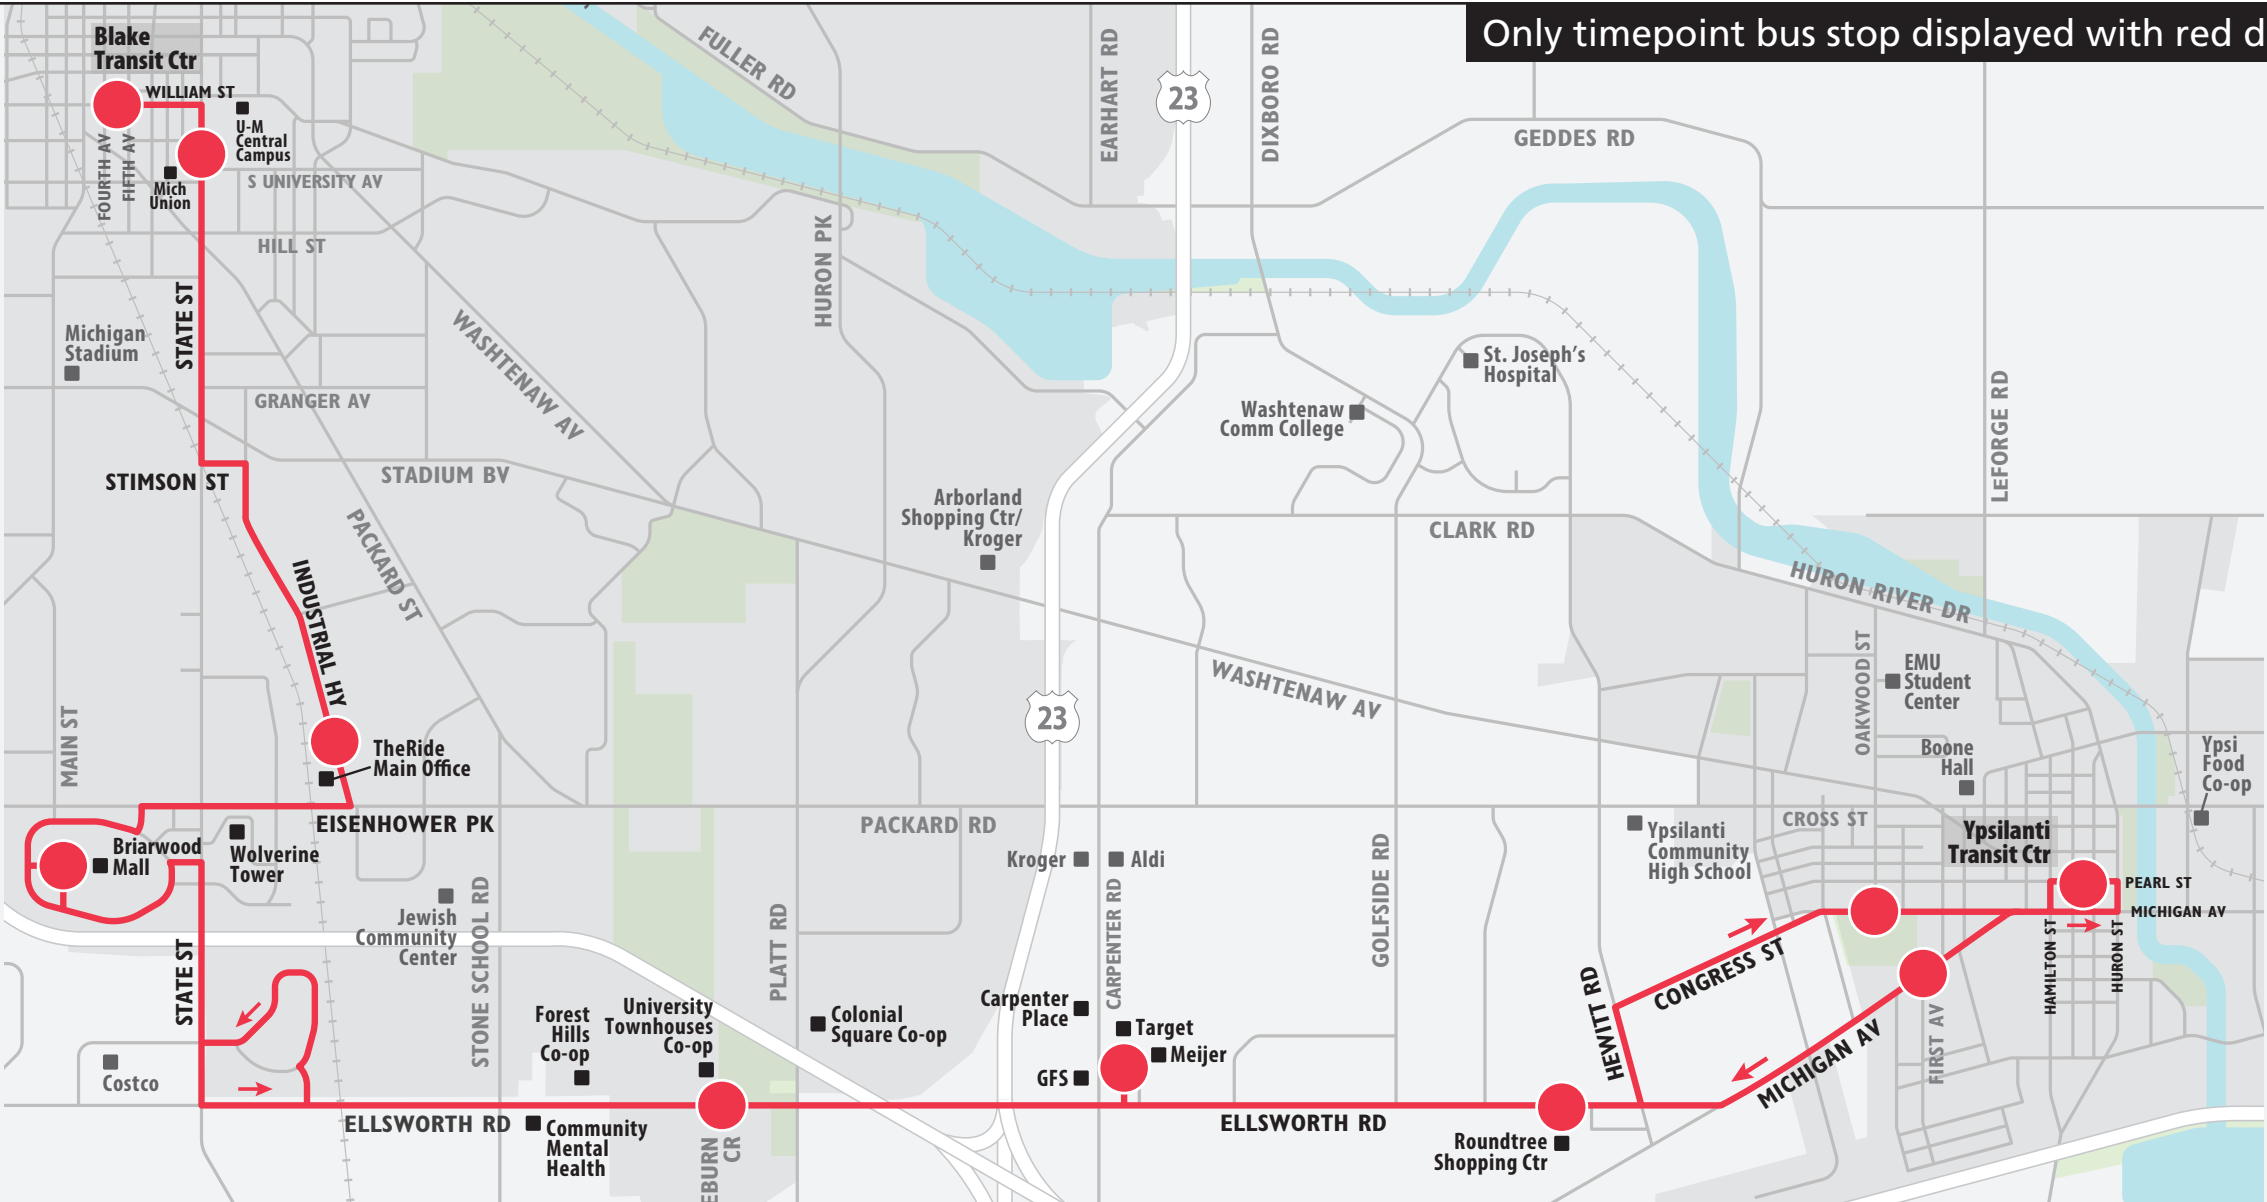 Only timepoint bus stop displayed with red d
Blake
Transit Ctr
WILLIAM ST
U-M
Central
Campus
FOURTH AV
FIFTH AV
Mich
Union
S UNIVERSITY AV
HILL ST
STATE ST
Michigan
Stadium
GRANGER AV
WASHTENAW AV
STADIUM BV
STIMSON ST
PACKARD ST
INDUSTRIAL HY
FULLER RD
HURON PK
EARHART RD
23
DIXBORO RD
GEDDES RD
St. Joseph's
Hospital
Washtenaw
Comm College
LEFORGE RD
Arborland
Shopping Ctr/
Kroger
CLARK RD
HURON RIVER DR
WASHTENAW AV
23
OAKWOOD ST
EMU
Student
Center
Boone
Hall
Ypsi
Food
Co-op
MAIN ST
TheRide
Main Office
EISENHOWER PK
PACKARD RD
CROSS ST
Briarwood
Mall
Wolverine
Tower
Kroger
Aldi
GOLFSIDE RD
Ypsilanti
Community
High School
Ypsilanti
Transit Ctr
PEARL ST
MICHIGAN AV
Jewish
Community
Center
STONE SCHOOL RD
PLATT RD
CARPENTER RD
STATE ST
HEWITT RD
CONGRESS ST
MICHIGAN AV
FIRST AV
HAMILTON ST
HURON ST
Costco
Forest
Hills
Co-op
University
Townhouses
Co-op
Colonial
Square Co-op
Carpenter
Place
Target
Meijer
GFS
ELLSWORTH RD
Community
Mental
Health
EBURN
CR
ELLSWORTH RD
Roundtree
Shopping Ctr